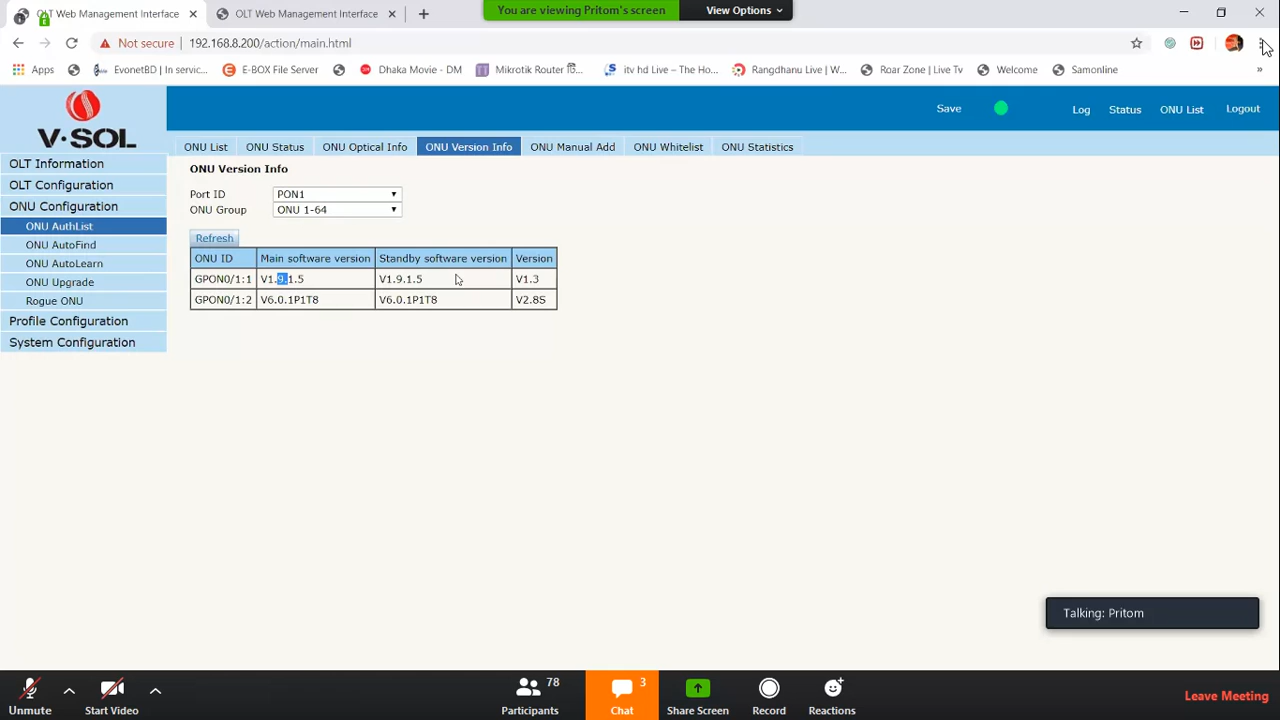 OLT Web Management Interface
OLT Web Management Interface
You are viewing Pritom's screen
View Options
Not secure
192.168.8.200/action/main.html
Apps
EvonetBD | In servic...
E-BOX File Server
Dhaka Movie - DM
Mikrotik Router ইন্...
itv hd Live – The Ho...
Rangdhanu Live | W...
Roar Zone | Live Tv
Welcome
Samonline
»
V·SOL
Save
Log
Status
ONU List
Logout
OLT Information
OLT Configuration
ONU Configuration
ONU AuthList
ONU AutoFind
ONU AutoLearn
ONU Upgrade
Rogue ONU
Profile Configuration
System Configuration
ONU List
ONU Status
ONU Optical Info
ONU Version Info
ONU Manual Add
ONU Whitelist
ONU Statistics
ONU Version Info
Port ID PON1
ONU Group ONU 1-64
Refresh
ONU ID Main software version Standby software version Version
GPON0/1:1 V1.9.1.5 V1.9.1.5 V1.3
GPON0/1:2 V6.0.1P1T8 V6.0.1P1T8 V2.8S
Talking: Pritom
Unmute
Start Video
78
Participants
3
Chat
Share Screen
Record
Reactions
Leave Meeting